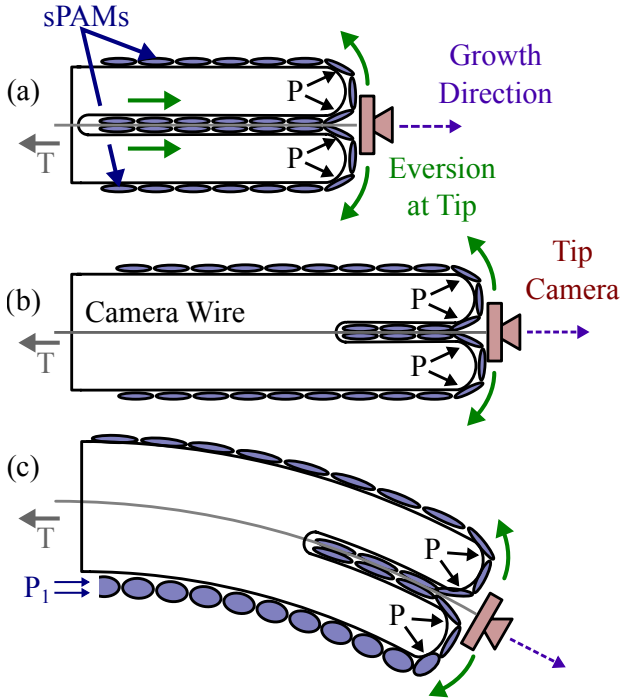 sPAMs
(a)
P
Growth
Direction
T
P
Eversion
at Tip
(b)
P
Tip
Camera
Camera Wire
T
P
(c)
T
P
P₁
P